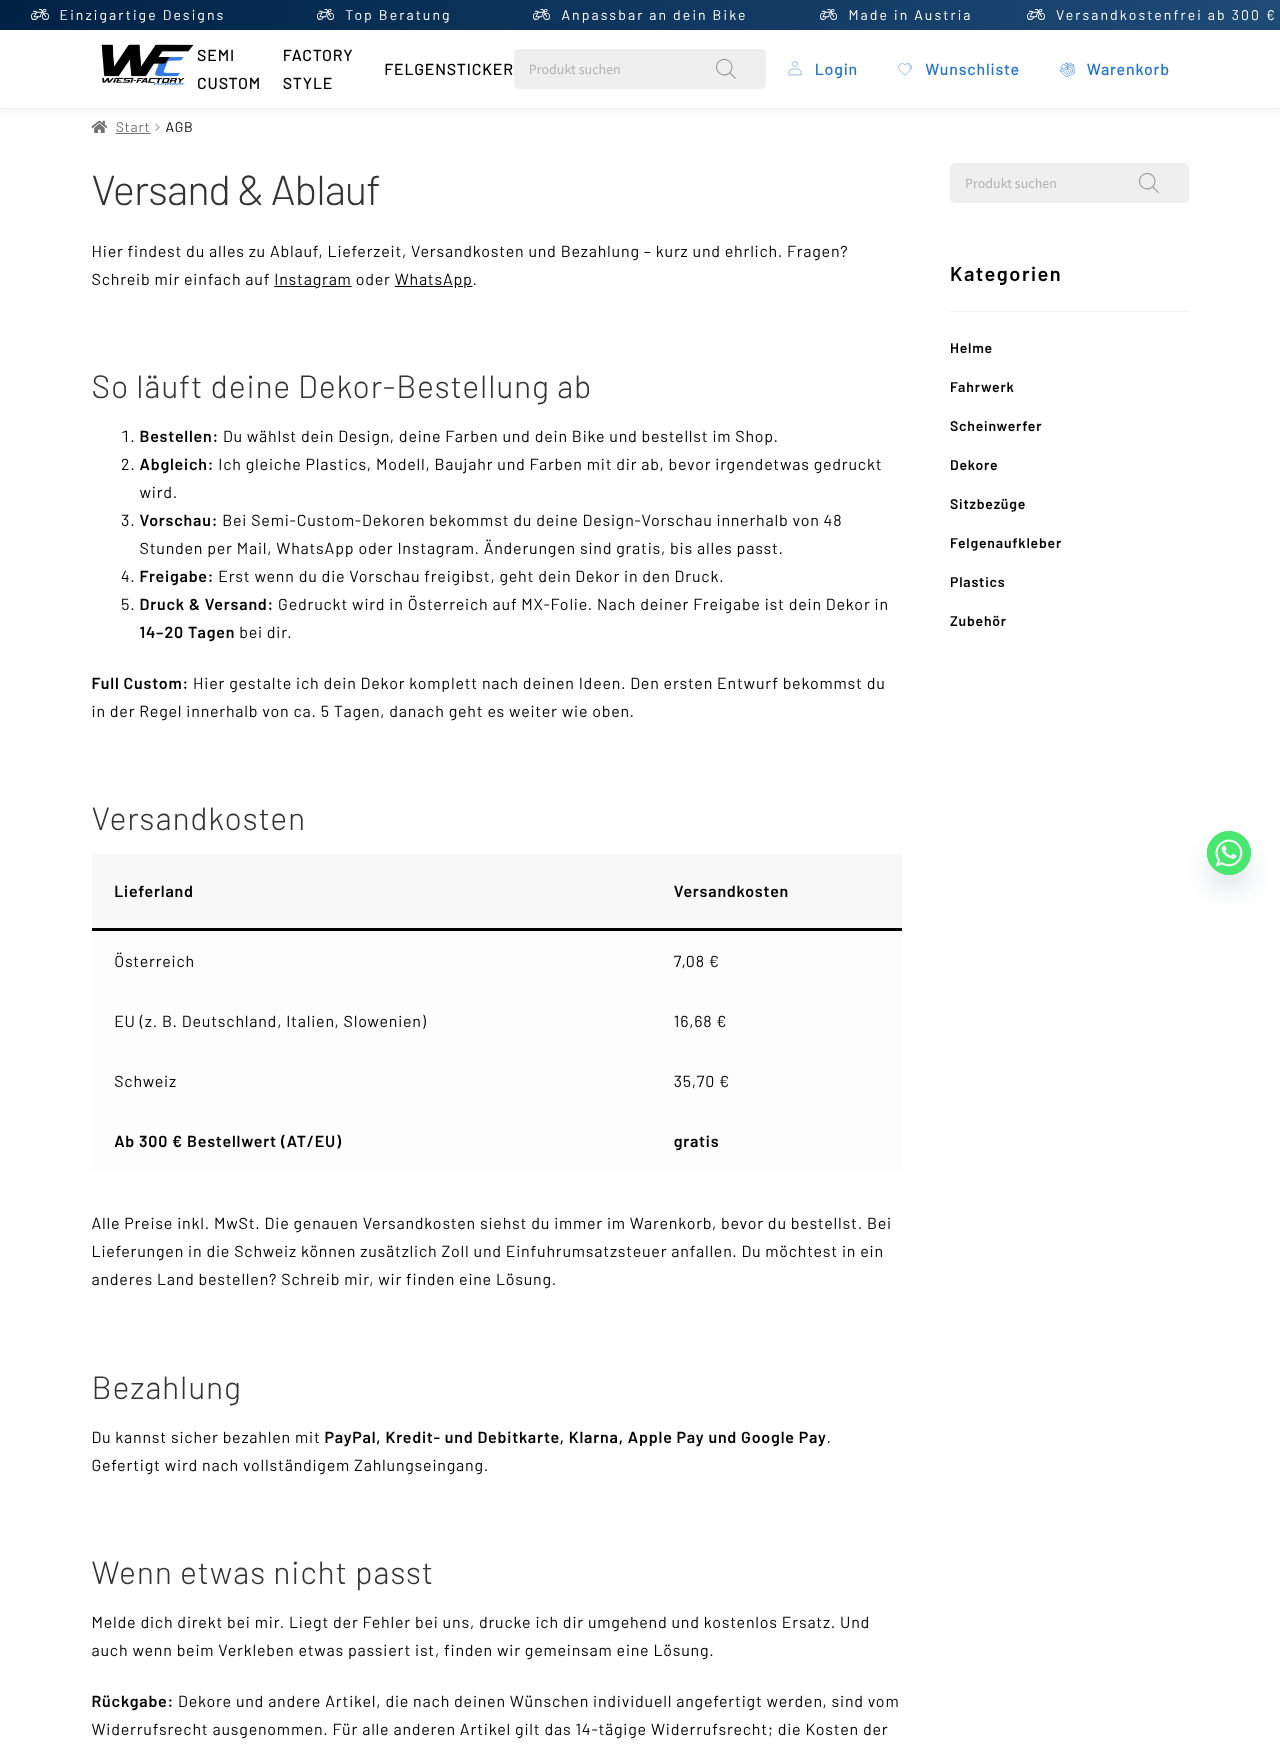 Einzigartige Designs
Top Beratung
Anpassbar an dein Bike
Made in Austria
Versandkostenfrei ab 300 €
WF
WIESI-FACTORY
SEMI CUSTOM
FACTORY STYLE
FELGENSTICKER
Produkt suchen
Login
Wunschliste
Warenkorb
Start > AGB
Versand & Ablauf
Hier findest du alles zu Ablauf, Lieferzeit, Versandkosten und Bezahlung – kurz und ehrlich. Fragen?
Schreib mir einfach auf Instagram oder WhatsApp.
So läuft deine Dekor-Bestellung ab
1. Bestellen: Du wählst dein Design, deine Farben und dein Bike und bestellst im Shop.
2. Abgleich: Ich gleiche Plastics, Modell, Baujahr und Farben mit dir ab, bevor irgendetwas gedruckt
wird.
3. Vorschau: Bei Semi-Custom-Dekoren bekommst du deine Design-Vorschau innerhalb von 48
Stunden per Mail, WhatsApp oder Instagram. Änderungen sind gratis, bis alles passt.
4. Freigabe: Erst wenn du die Vorschau freigibst, geht dein Dekor in den Druck.
5. Druck & Versand: Gedruckt wird in Österreich auf MX-Folie. Nach deiner Freigabe ist dein Dekor in
14–20 Tagen bei dir.
Full Custom: Hier gestalte ich dein Dekor komplett nach deinen Ideen. Den ersten Entwurf bekommst du
in der Regel innerhalb von ca. 5 Tagen, danach geht es weiter wie oben.
Versandkosten
Lieferland Versandkosten
Österreich 7,08 €
EU (z. B. Deutschland, Italien, Slowenien) 16,68 €
Schweiz 35,70 €
Ab 300 € Bestellwert (AT/EU) gratis
Alle Preise inkl. MwSt. Die genauen Versandkosten siehst du immer im Warenkorb, bevor du bestellst. Bei
Lieferungen in die Schweiz können zusätzlich Zoll und Einfuhrumsatzsteuer anfallen. Du möchtest in ein
anderes Land bestellen? Schreib mir, wir finden eine Lösung.
Bezahlung
Du kannst sicher bezahlen mit PayPal, Kredit- und Debitkarte, Klarna, Apple Pay und Google Pay.
Gefertigt wird nach vollständigem Zahlungseingang.
Wenn etwas nicht passt
Melde dich direkt bei mir. Liegt der Fehler bei uns, drucke ich dir umgehend und kostenlos Ersatz. Und
auch wenn beim Verkleben etwas passiert ist, finden wir gemeinsam eine Lösung.
Rückgabe: Dekore und andere Artikel, die nach deinen Wünschen individuell angefertigt werden, sind vom
Widerrufsrecht ausgenommen. Für alle anderen Artikel gilt das 14-tägige Widerrufsrecht; die Kosten der
Produkt suchen
Kategorien
Helme
Fahrwerk
Scheinwerfer
Dekore
Sitzbezüge
Felgenaufkleber
Plastics
Zubehör